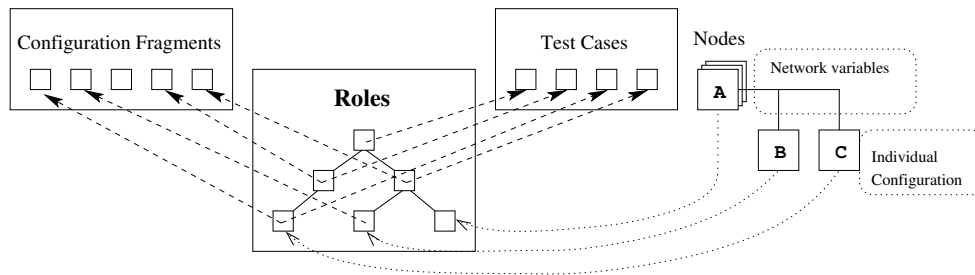 Configuration Fragments
Test Cases
Nodes
Network variables
Roles
A
B
C
Individual
Configuration